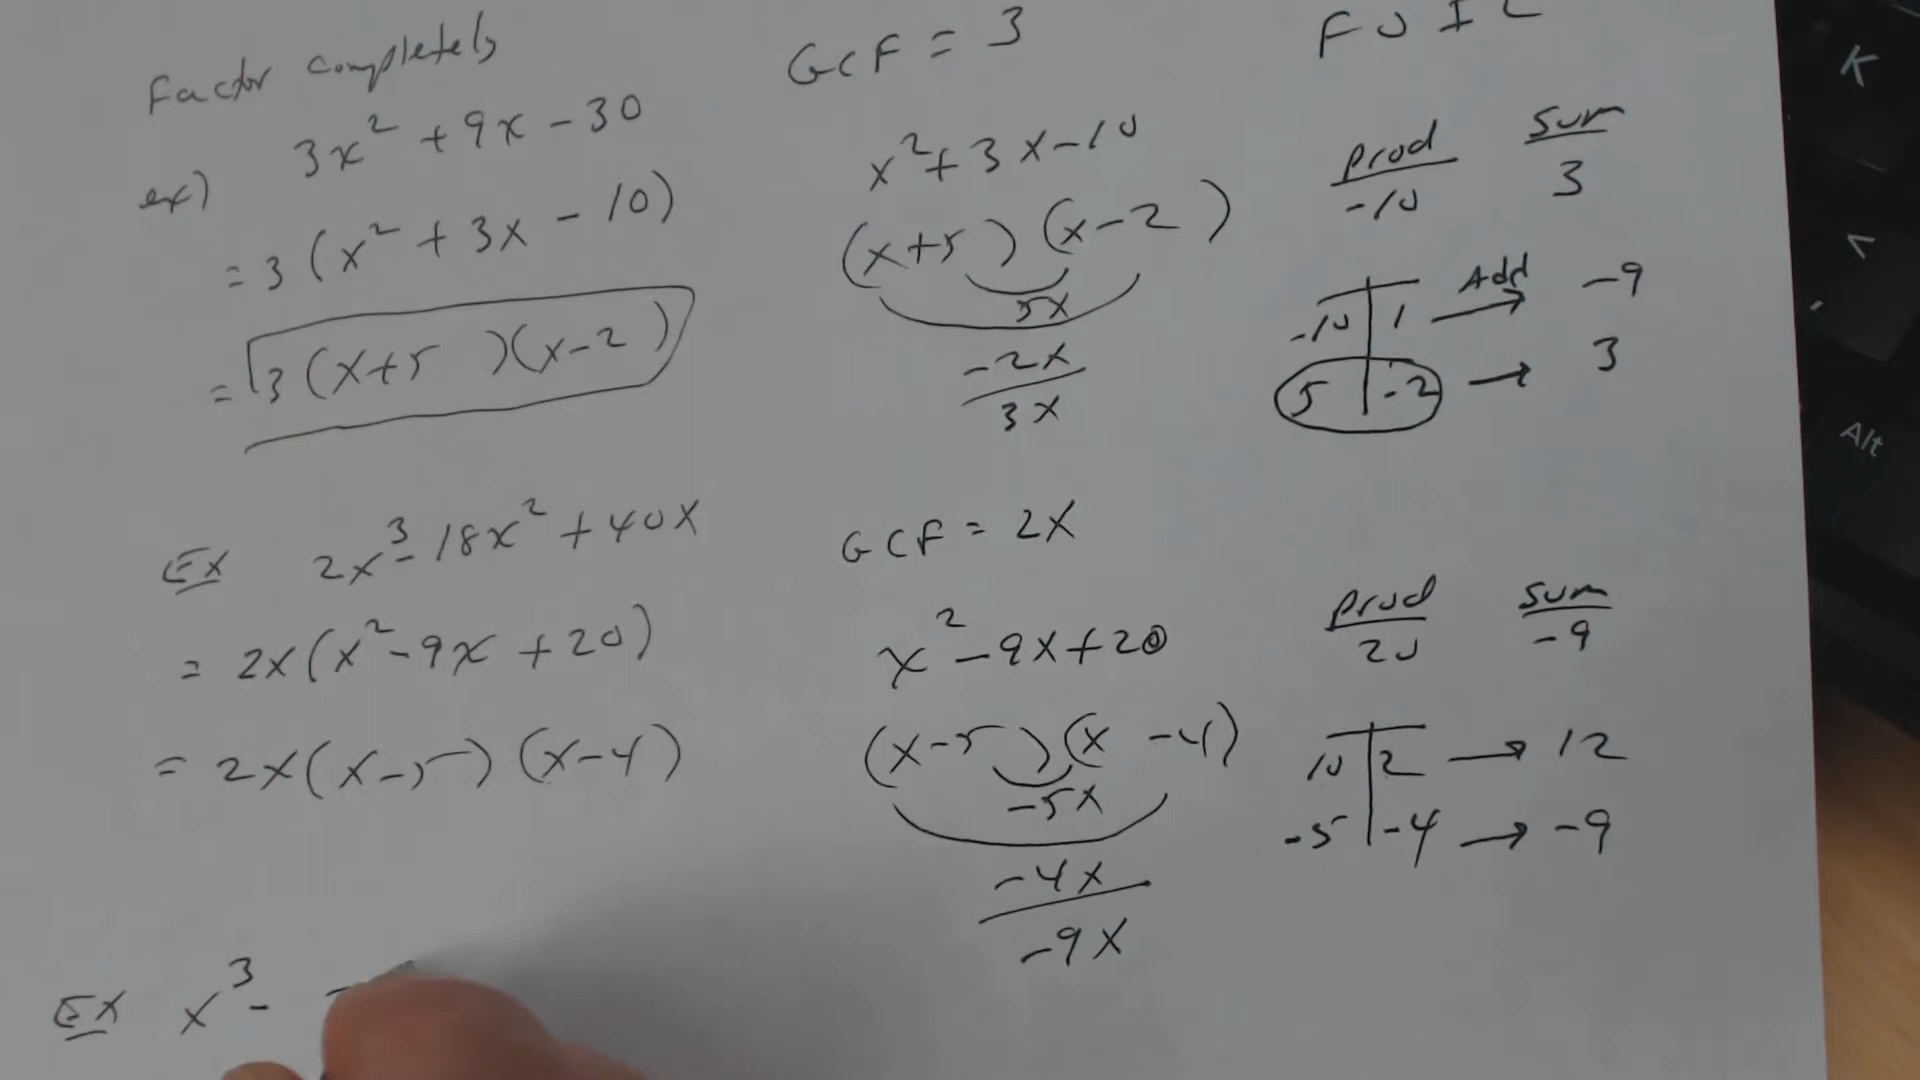 Factor completely
ex) 3x² + 9x - 30
= 3 (x² + 3x - 10)
= 3 (x+5 )(x-2)
GCF = 3
x² + 3x - 10
(x+5 ) (x-2 )
5x
-2x
3x
FOIL
prod sum
-10 3
-10 1 Add → -9
5 -2 → 3
Ex 2x³ - 18x² + 40x
= 2x (x² - 9x + 20)
= 2x (x-5) (x-4)
GCF = 2x
x² - 9x + 20
(x-5 ) (x -4)
-5x
-4x
-9x
prod sum
20 -9
10 2 → 12
-5 -4 → -9
Ex x³ -
K
<
Alt